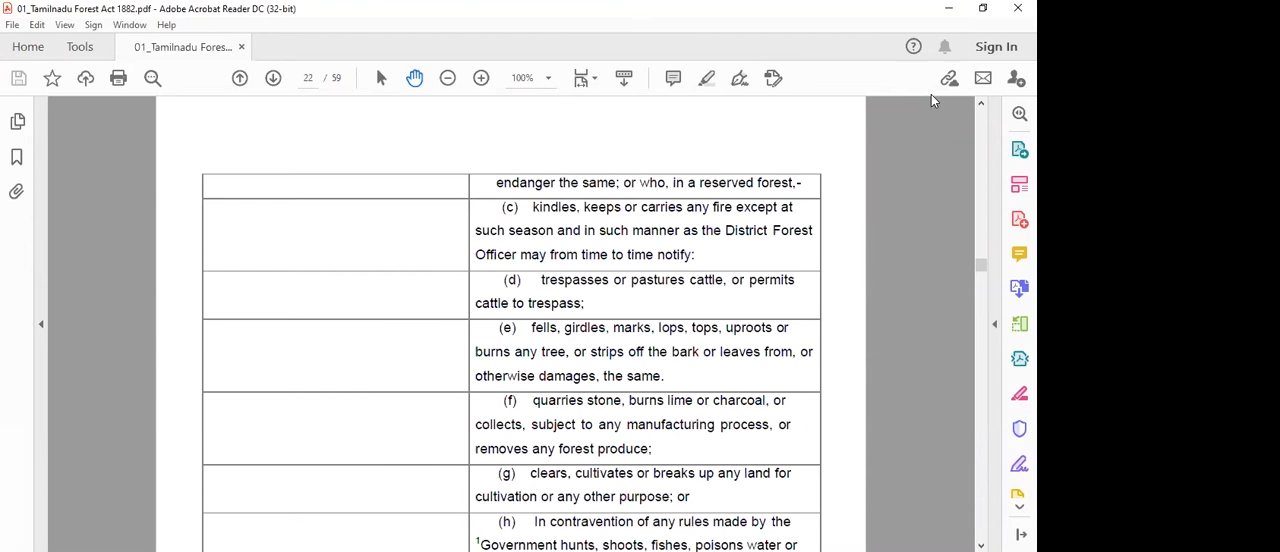 01_Tamilnadu Forest Act 1882.pdf - Adobe Acrobat Reader DC (32-bit)
File Edit View Sign Window Help
Home Tools 01_Tamilnadu Fores... × Sign In
22 / 59 100%
endanger the same; or who, in a reserved forest,-
(c) kindles, keeps or carries any fire except at
such season and in such manner as the District Forest
Officer may from time to time notify:
(d) trespasses or pastures cattle, or permits
cattle to trespass;
(e) fells, girdles, marks, lops, tops, uproots or
burns any tree, or strips off the bark or leaves from, or
otherwise damages, the same.
(f) quarries stone, burns lime or charcoal, or
collects, subject to any manufacturing process, or
removes any forest produce;
(g) clears, cultivates or breaks up any land for
cultivation or any other purpose; or
(h) In contravention of any rules made by the
¹Government hunts, shoots, fishes, poisons water or